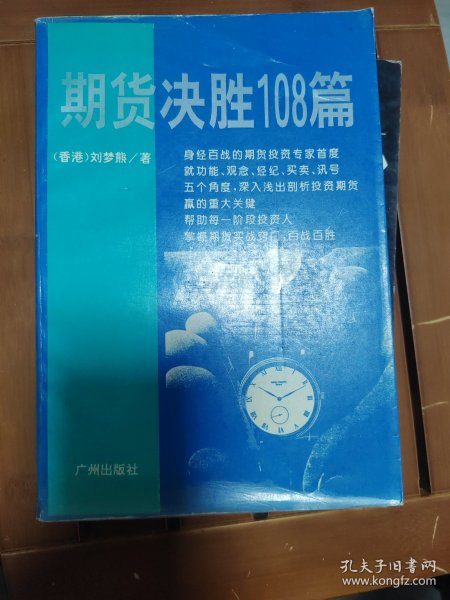 期货决胜108篇
（香港）刘梦熊／著
身经百战的期货投资专家首度
就功能、观念、经纪、买卖、讯号
五个角度，深入浅出剖析投资期货
赢的重大关键
帮助每一阶段投资人
掌握期货实战窍门，百战百胜
广州出版社
孔夫子旧书网
www.kongfz.com